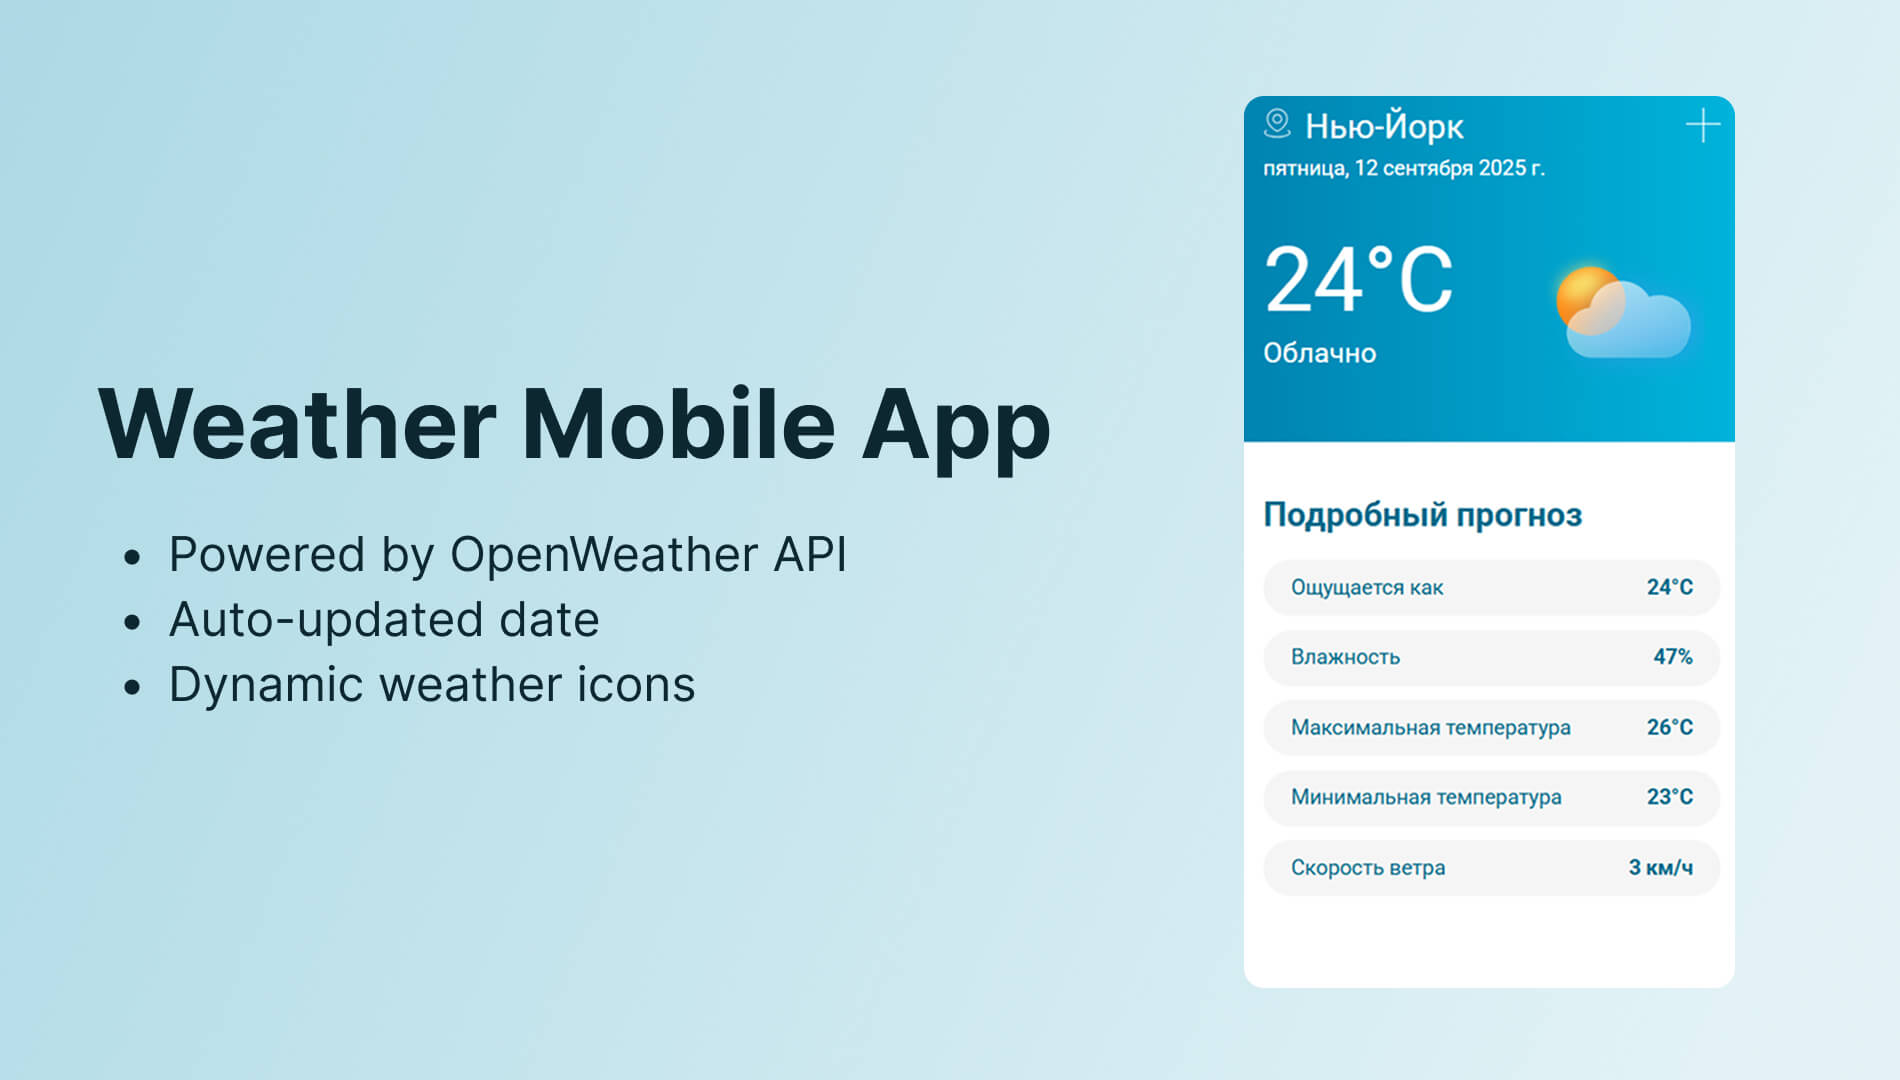 Weather Mobile App
• Powered by OpenWeather API
• Auto-updated date
• Dynamic weather icons
Нью-Йорк
пятница, 12 сентября 2025 г.
24°C
Облачно
Подробный прогноз
Ощущается как 24°C
Влажность 47%
Максимальная температура 26°C
Минимальная температура 23°C
Скорость ветра 3 км/ч